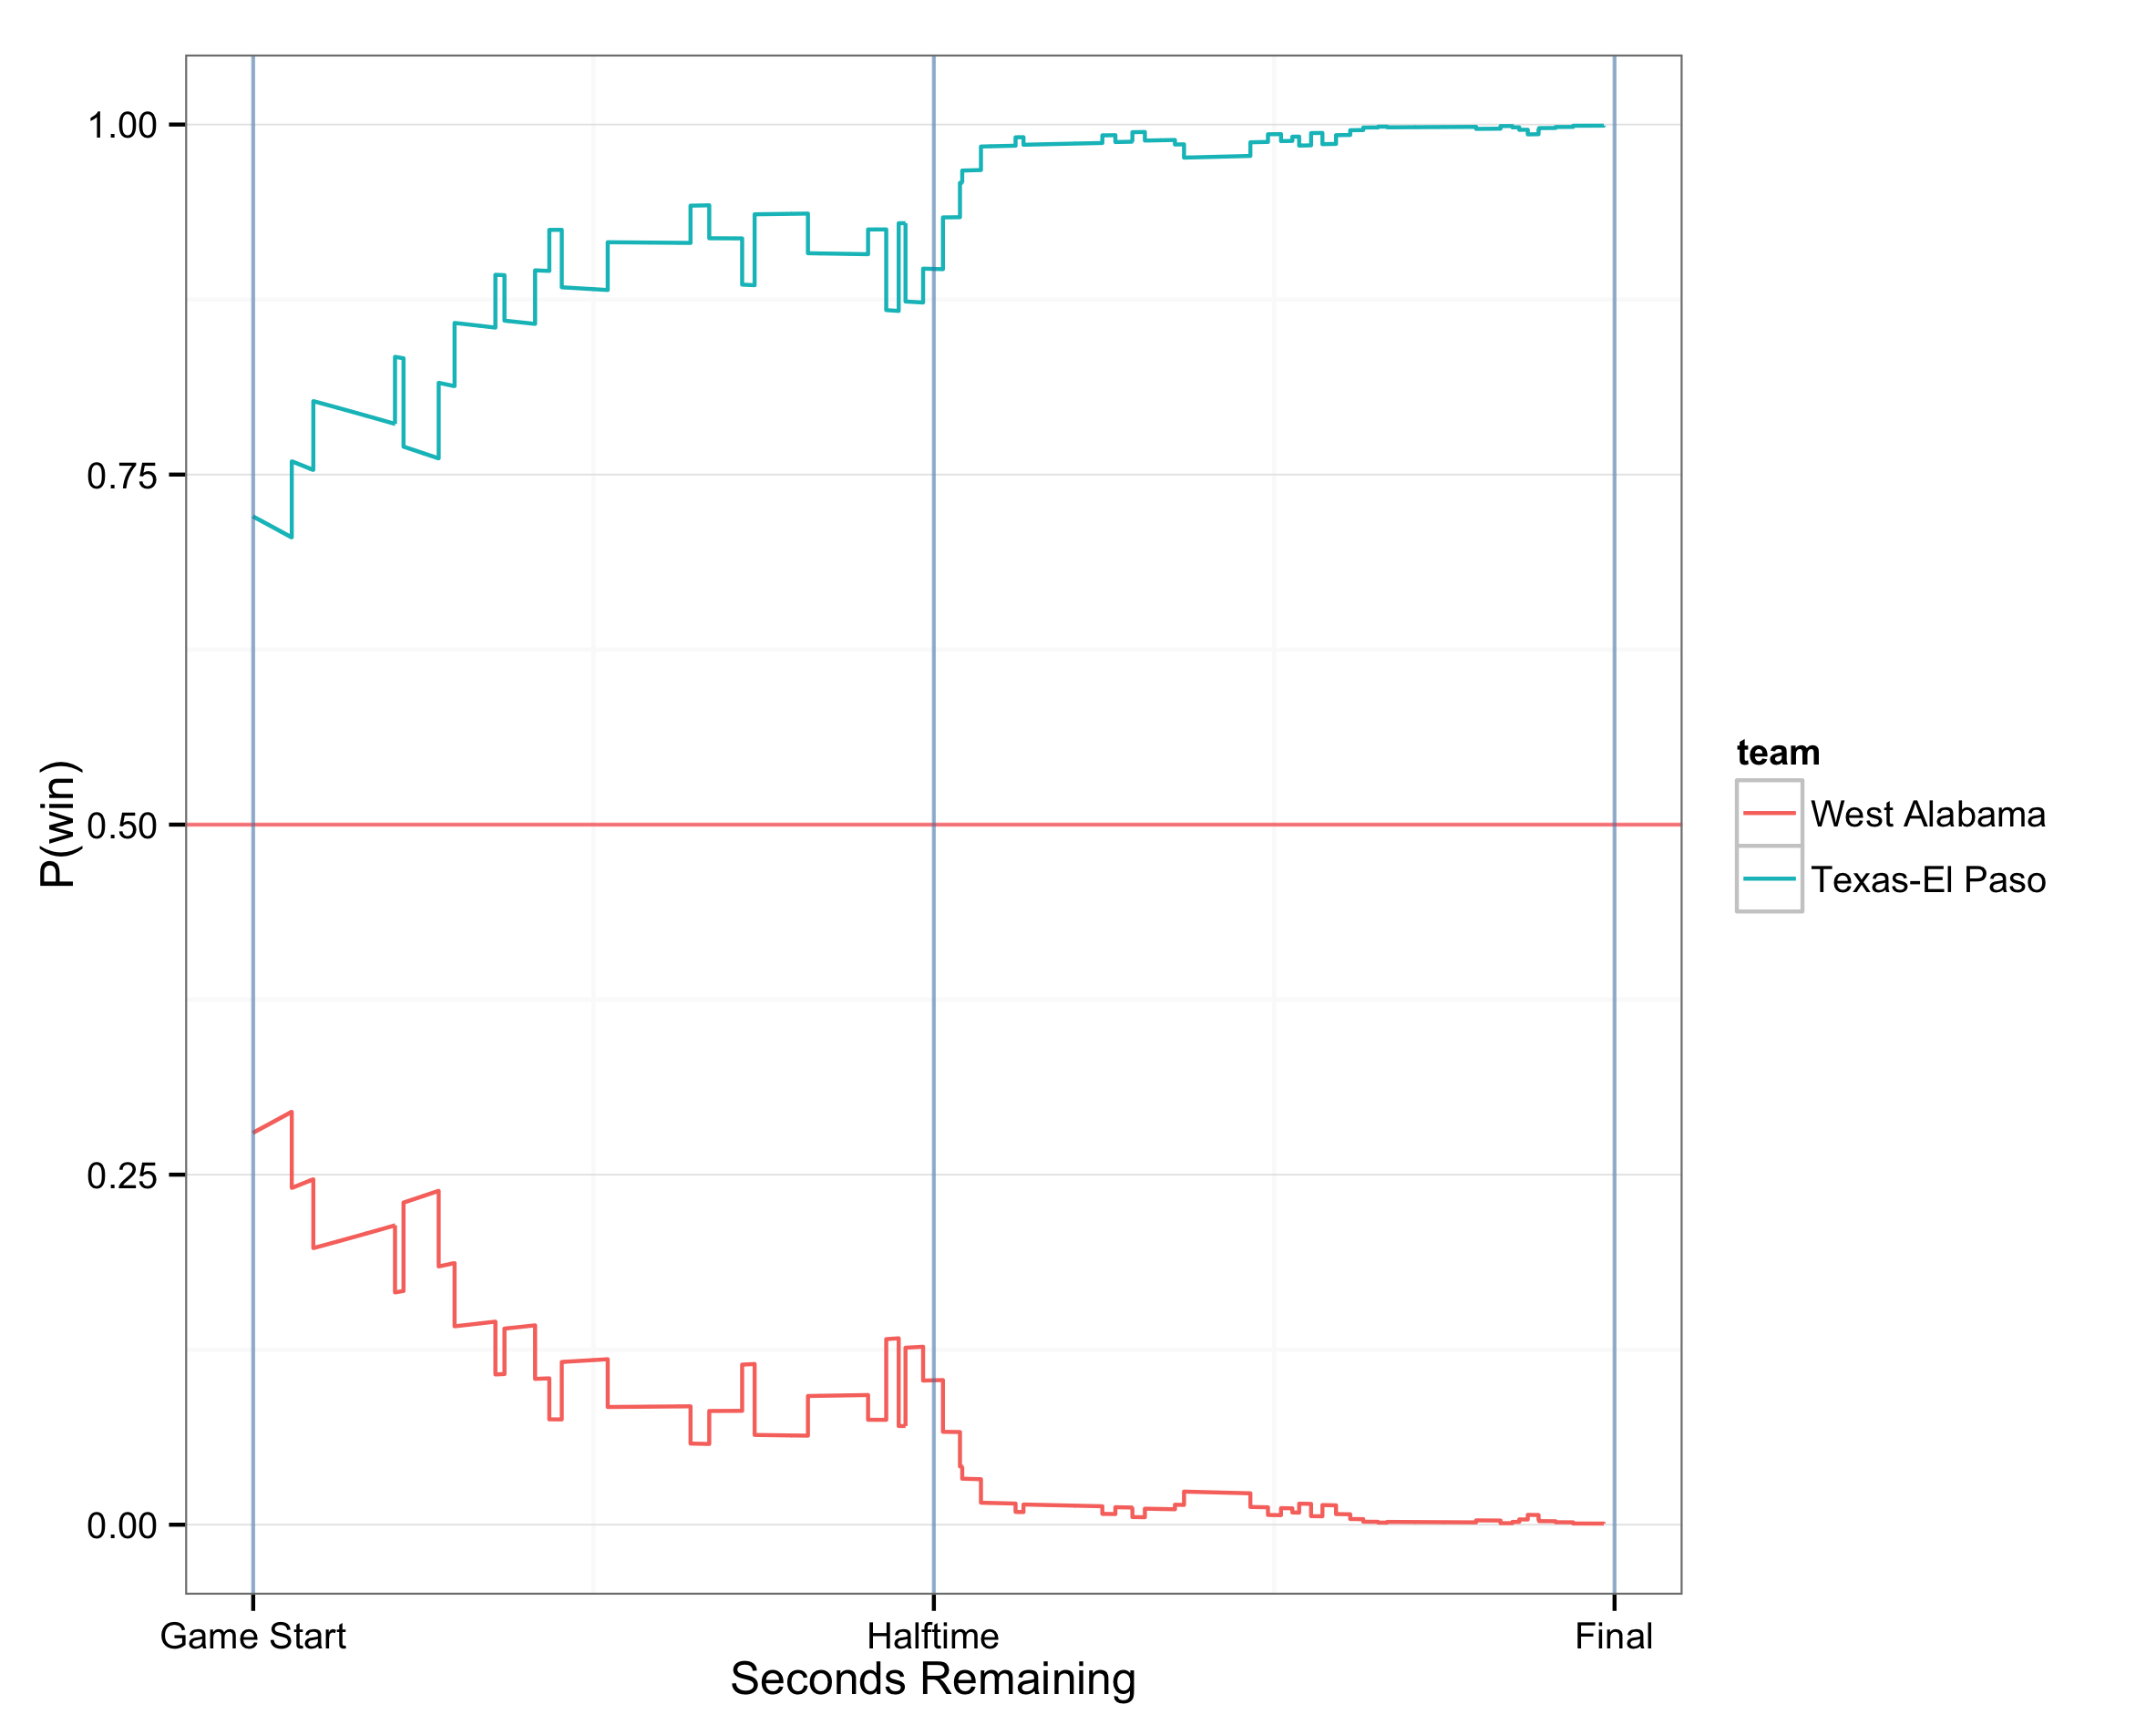 1.00
0.75
0.50
0.25
0.00
P(win)
Game Start
Halftime
Final
Seconds Remaining
team
West Alabama
Texas-El Paso